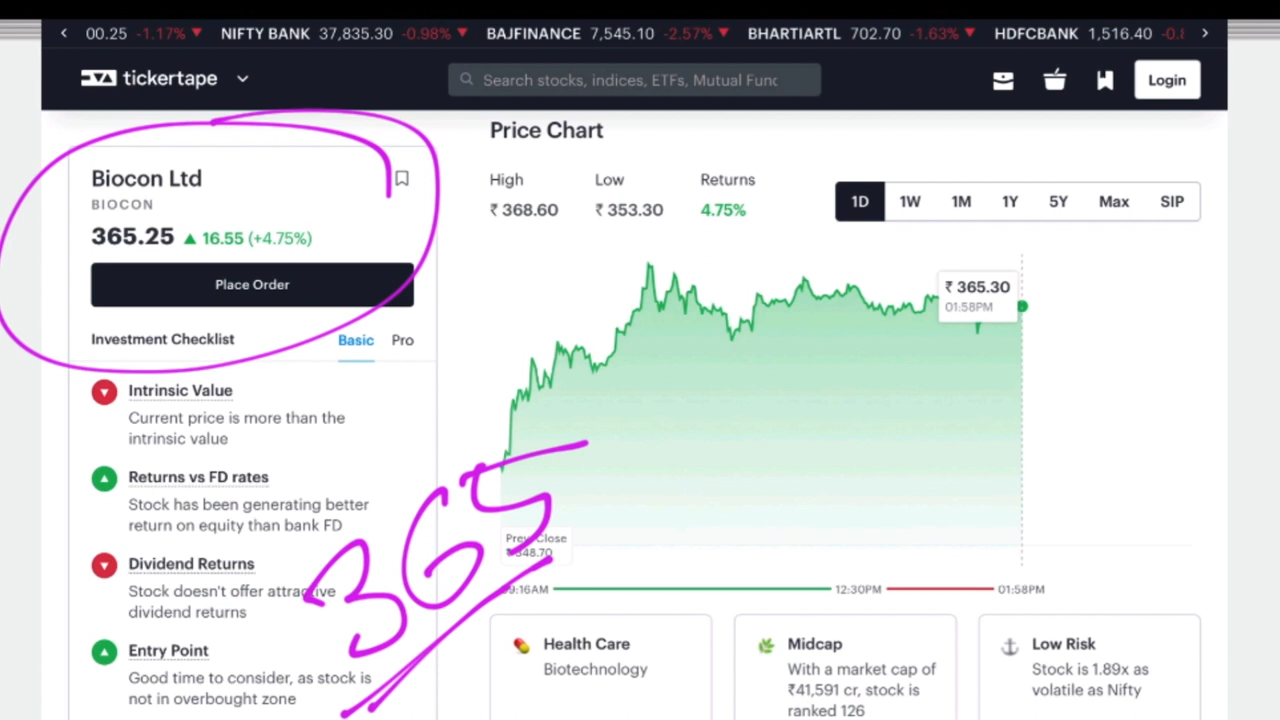 00.25 -1.17% NIFTY BANK 37,835.30 -0.98% BAJFINANCE 7,545.10 -2.57% BHARTIARTL 702.70 -1.63% HDFCBANK 1,516.40
tickertape
Search stocks, indices, ETFs, Mutual Func
Login
Biocon Ltd
BIOCON
365.25 16.55 (+4.75%)
Place Order
Investment Checklist Basic Pro
Intrinsic Value
Current price is more than the
intrinsic value
Returns vs FD rates
Stock has been generating better
return on equity than bank FD
Dividend Returns
Stock doesn't offer attractive
dividend returns
Entry Point
Good time to consider, as stock is
not in overbought zone
365
Price Chart
High Low Returns
₹ 368.60 ₹ 353.30 4.75%
1D 1W 1M 1Y 5Y Max SIP
₹ 365.30
01:58PM
Prev. Close
348.70
9:16AM 12:30PM 01:58PM
Health Care
Biotechnology
Midcap
With a market cap of
₹41,591 cr, stock is
ranked 126
Low Risk
Stock is 1.89x as
volatile as Nifty